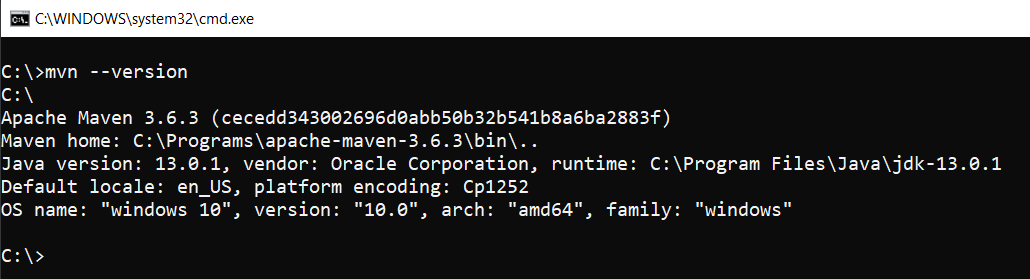 C:\WINDOWS\system32\cmd.exe
C:\>mvn --version
C:\
Apache Maven 3.6.3 (cecedd343002696d0abb50b32b541b8a6ba2883f)
Maven home: C:\Programs\apache-maven-3.6.3\bin\..
Java version: 13.0.1, vendor: Oracle Corporation, runtime: C:\Program Files\Java\jdk-13.0.1
Default locale: en_US, platform encoding: Cp1252
OS name: "windows 10", version: "10.0", arch: "amd64", family: "windows"
C:\>